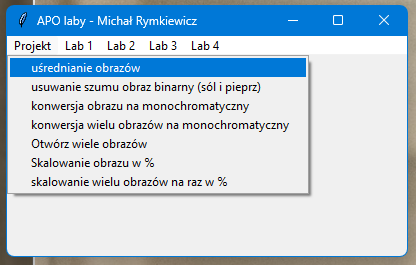 APO laby - Michał Rymkiewicz
Projekt Lab 1 Lab 2 Lab 3 Lab 4
uśrednianie obrazów
usuwanie szumu obraz binarny (sól i pieprz)
konwersja obrazu na monochromatyczny
konwersja wielu obrazów na monochromatyczny
Otwórz wiele obrazów
Skalowanie obrazu w %
skalowanie wielu obrazów na raz w %